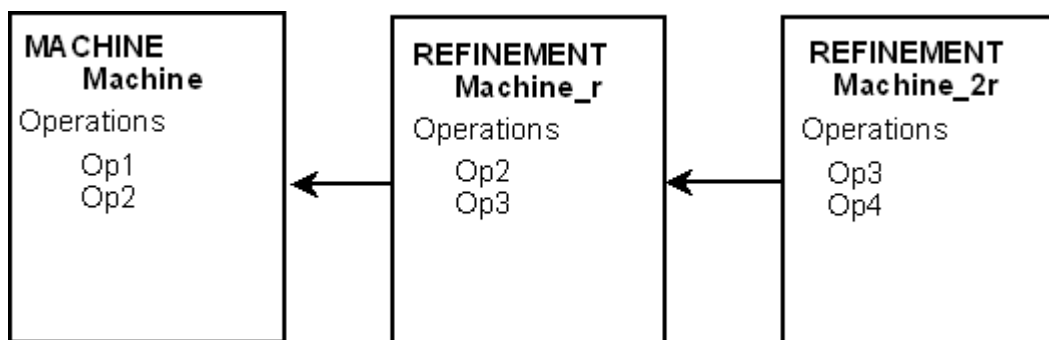 MACHINE
Machine
Operations
Op1
Op2
REFINEMENT
Machine_r
Operations
Op2
Op3
REFINEMENT
Machine_2r
Operations
Op3
Op4